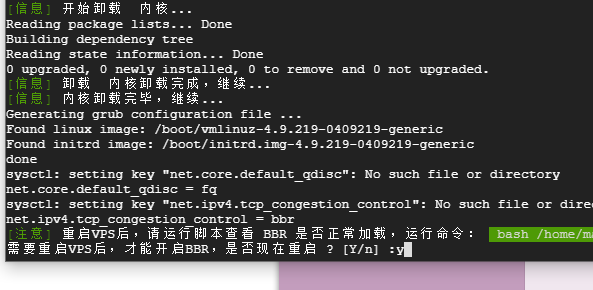 [信息] 开始卸载 内核...
Reading package lists... Done
Building dependency tree
Reading state information... Done
0 upgraded, 0 newly installed, 0 to remove and 0 not upgraded.
[信息] 卸载 内核卸载完成，继续...
[信息] 内核卸载完毕，继续...
Generating grub configuration file ...
Found linux image: /boot/vmlinuz-4.9.219-0409219-generic
Found initrd image: /boot/initrd.img-4.9.219-0409219-generic
done
sysctl: setting key "net.core.default_qdisc": No such file or directory
net.core.default_qdisc = fq
sysctl: setting key "net.ipv4.tcp_congestion_control": No such file or dire
net.ipv4.tcp_congestion_control = bbr
[注意] 重启VPS后，请运行脚本查看 BBR 是否正常加载，运行命令： bash /home/ma
需要重启VPS后，才能开启BBR，是否现在重启 ? [Y/n] :y